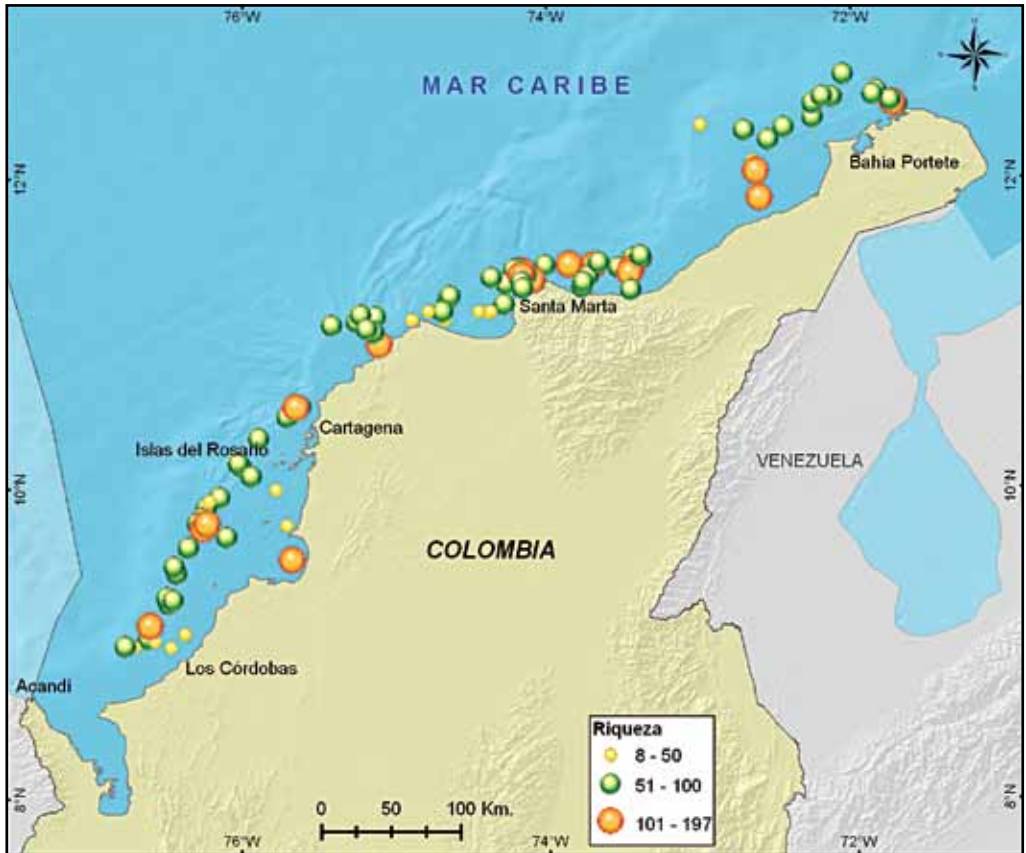 76°W 74°W 72°W
MAR CARIBE
12°N 12°N
Bahia Portete
Santa Marta
Cartagena
Islas del Rosario
VENEZUELA
10°N 10°N
COLOMBIA
Los Córdobas
Acandi
Riqueza
8 - 50
51 - 100
101 - 197
0 50 100 Km.
8°N 8°N
76°W 74°W 72°W